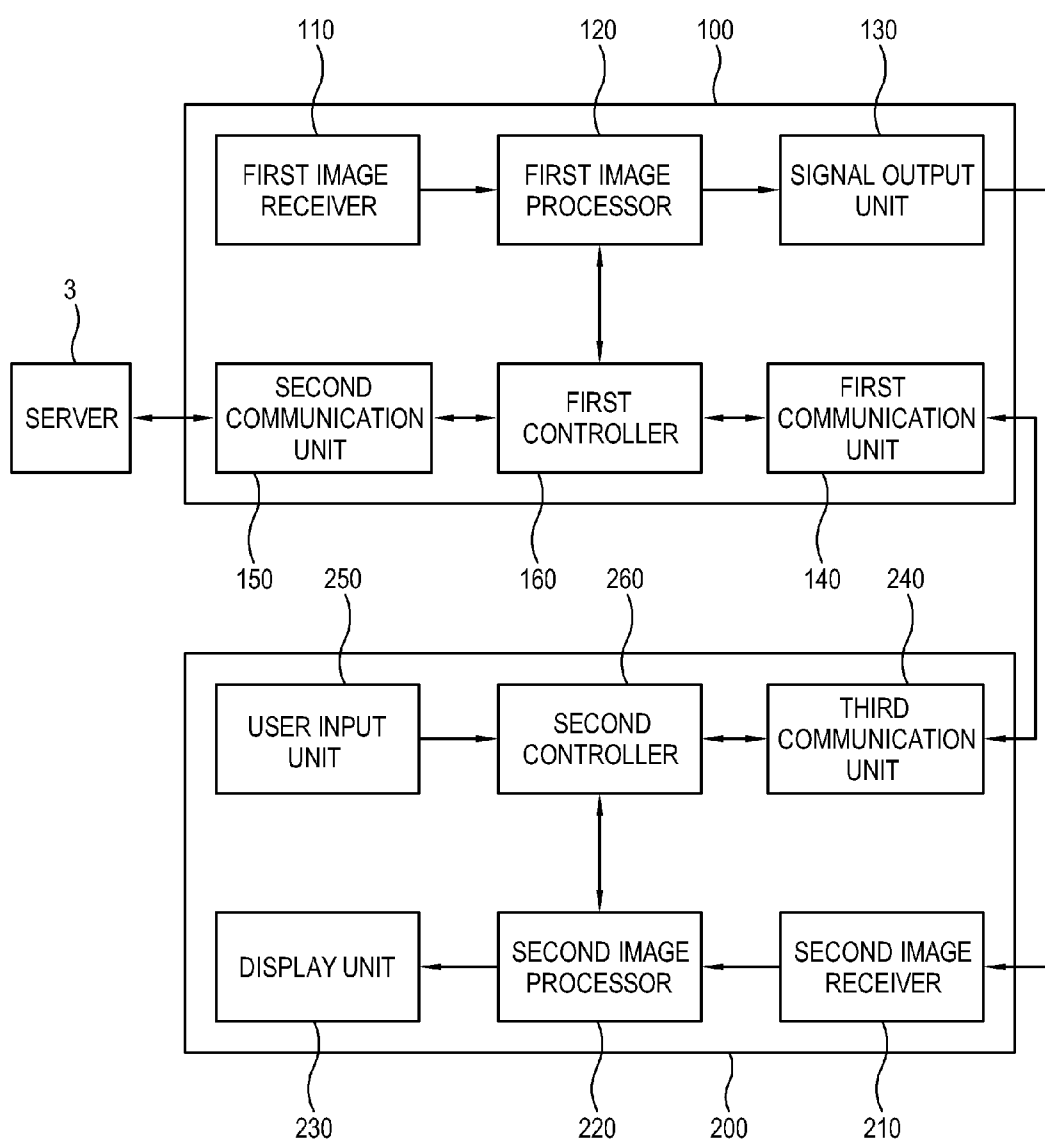 110
120
100
130
FIRST IMAGE
RECEIVER
FIRST IMAGE
PROCESSOR
SIGNAL OUTPUT
UNIT
3
SERVER
SECOND
COMMUNICATION
UNIT
FIRST
CONTROLLER
FIRST
COMMUNICATION
UNIT
150
160
140
250
260
240
USER INPUT
UNIT
SECOND
CONTROLLER
THIRD
COMMUNICATION
UNIT
DISPLAY UNIT
SECOND IMAGE
PROCESSOR
SECOND IMAGE
RECEIVER
230
220
200
210